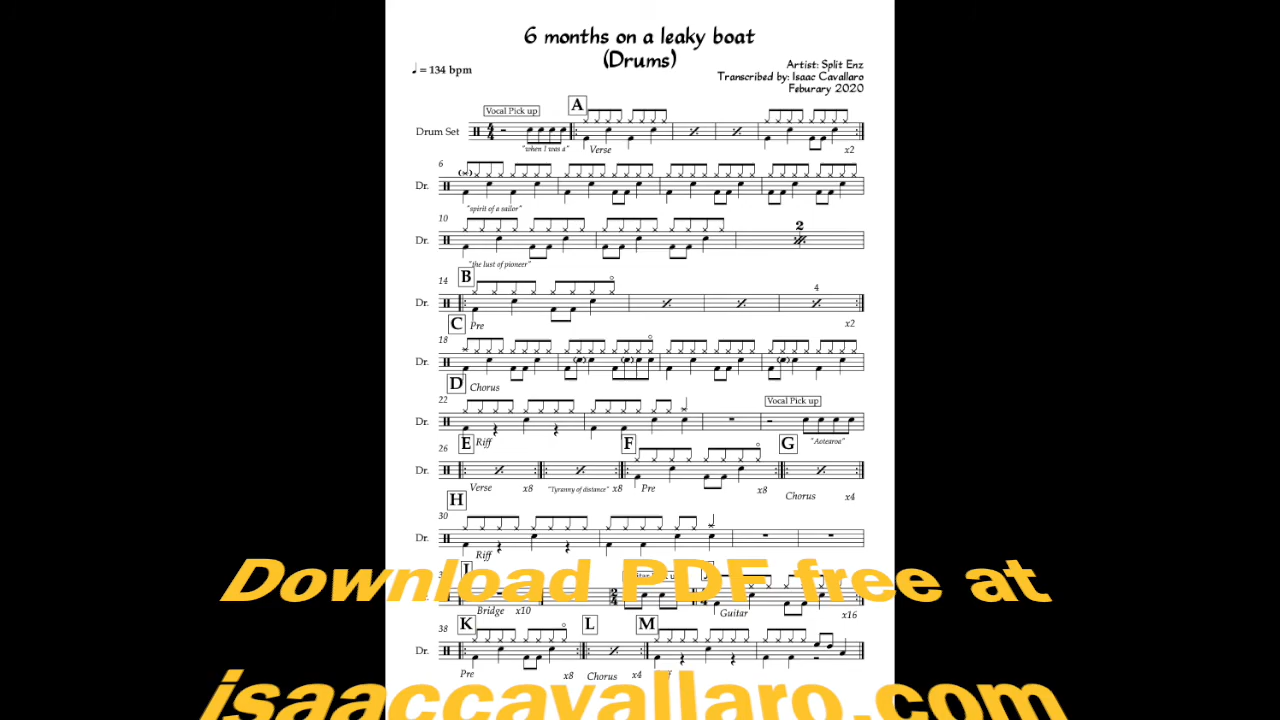 6 months on a leaky boat
(Drums)
♩ = 134 bpm
Artist: Split Enz
Transcribed by: Isaac Cavallaro
Feburary 2020
Vocal Pick up
A
Drum Set
"when I was a"
Verse
x2
6
Dr.
"spirit of a sailor"
10
2
Dr.
"the lust of pioneer"
B
14
4
Dr.
Pre
x2
C
18
Dr.
D
Chorus
22
Vocal Pick up
Dr.
"Aotearoa"
E
Riff
F
G
26
Dr.
Verse
x8
"Tyranny of distance"
x8
Pre
x8
Chorus
x4
H
30
Dr.
Riff
Download PDF free at
Bridge
x10
Guitar
x16
K
L
M
38
Dr.
Pre
x8
Chorus
x4
isaaccavallaro.com